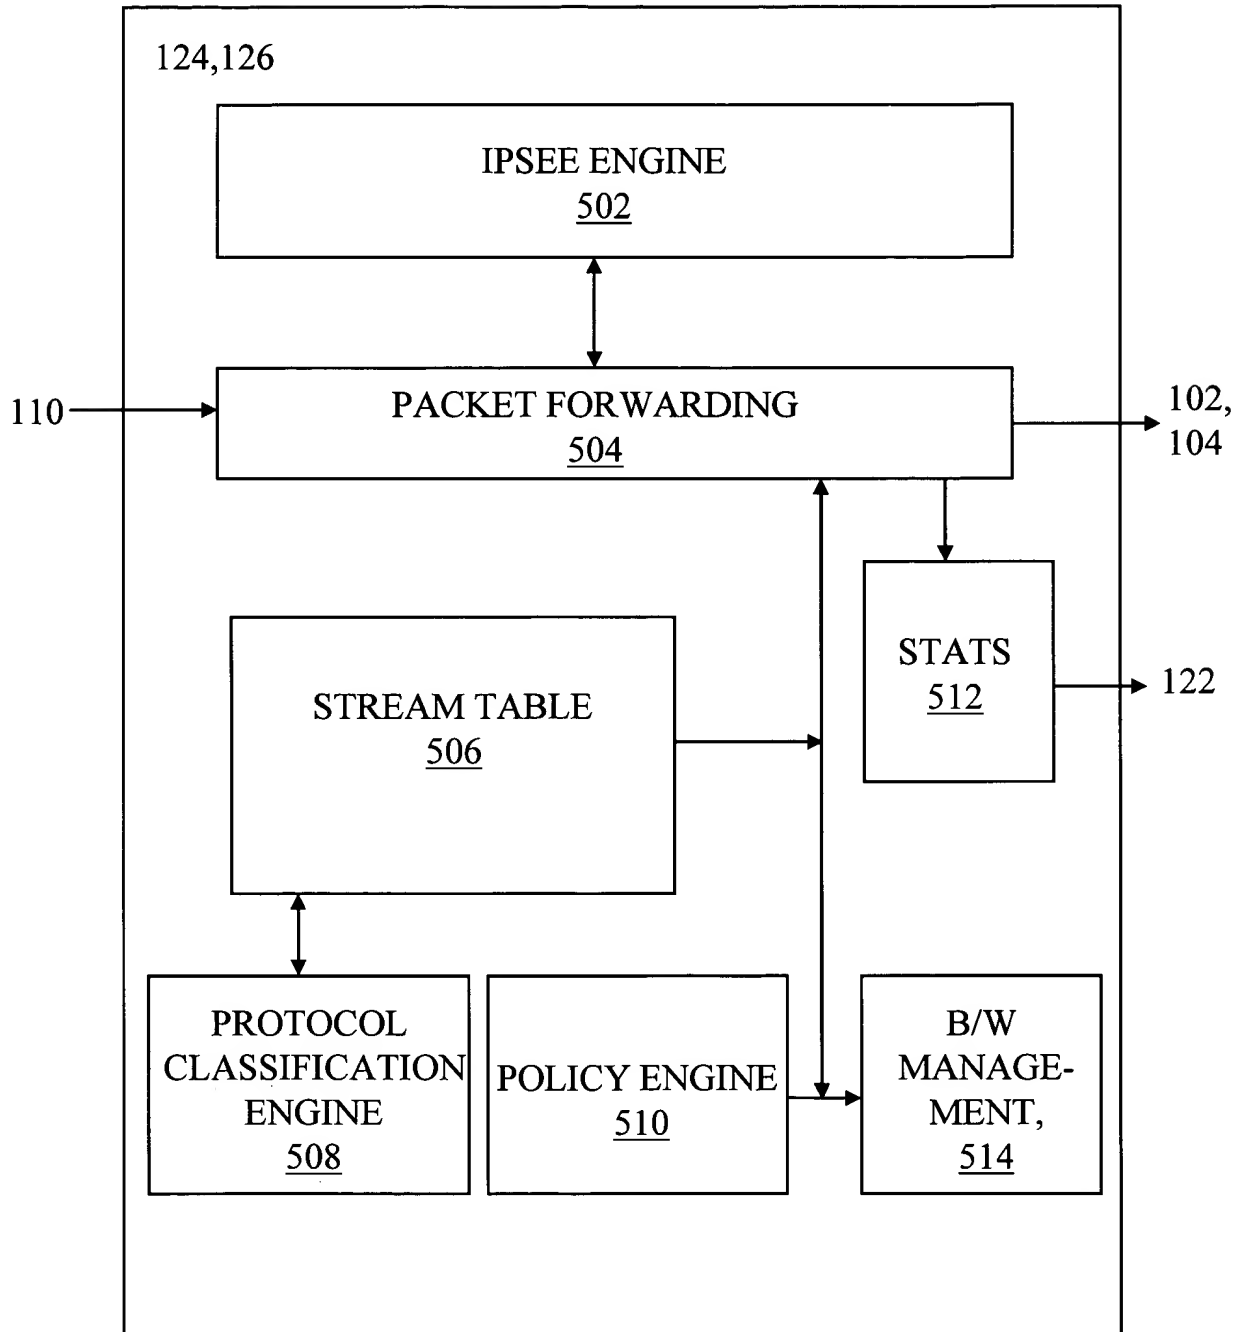 124,126
IPSEE ENGINE
502
PACKET FORWARDING
504
110
102,
104
STATS
512
122
STREAM TABLE
506
PROTOCOL
CLASSIFICATION
ENGINE
508
POLICY ENGINE
510
B/W
MANAGE-
MENT,
514